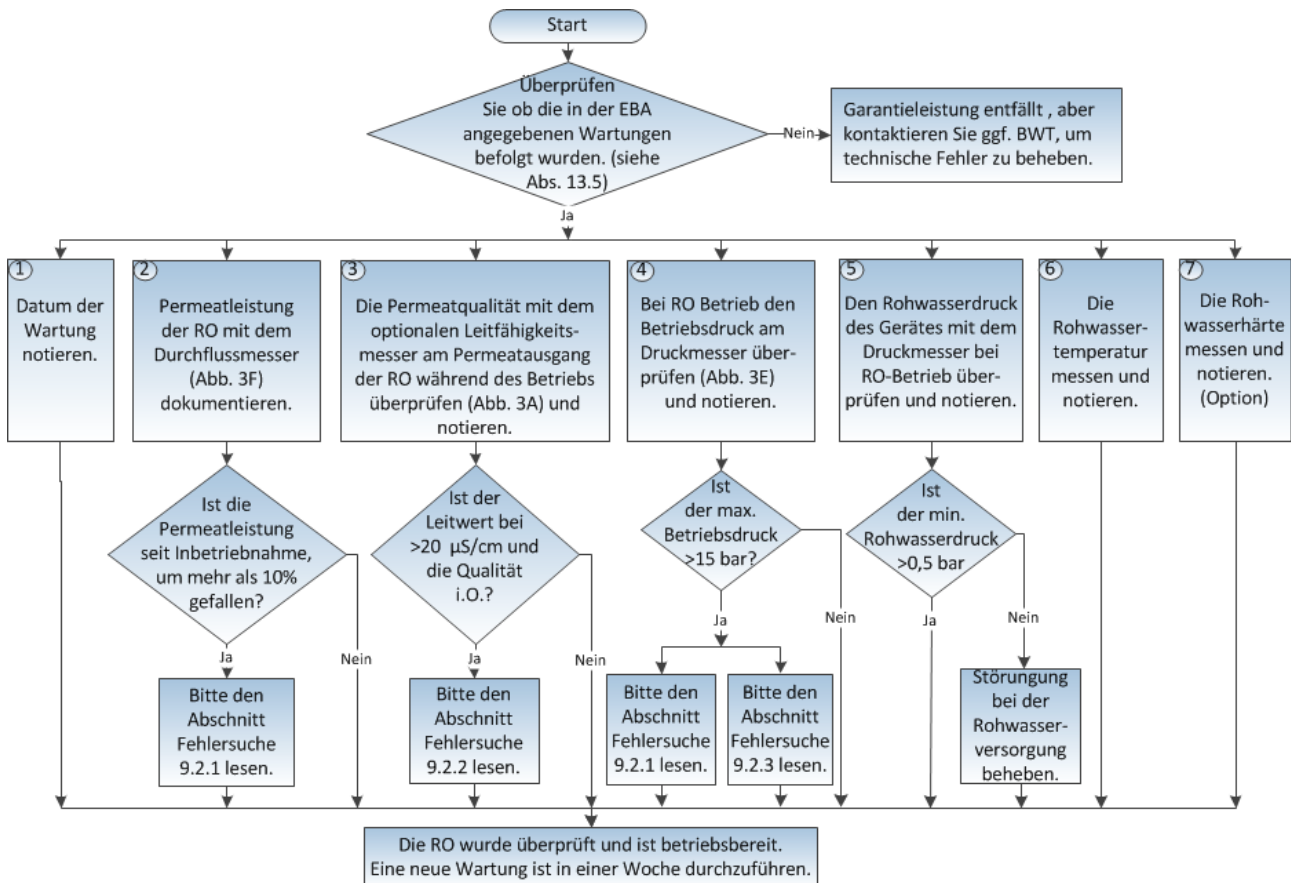 Start
Überprüfen
Sie ob die in der EBA
angegebenen Wartungen
befolgt wurden. (siehe
Abs. 13.5)
Nein
Garantieleistung entfällt , aber
kontaktieren Sie ggf. BWT, um
technische Fehler zu beheben.
Ja
1
Datum der
Wartung
notieren.
2
Permeatleistung
der RO mit dem
Durchflussmesser
(Abb. 3F)
dokumentieren.
3
Die Permeatqualität mit dem
optionalen Leitfähigkeits-
messer am Permeatausgang
der RO während des Betriebs
überprüfen (Abb. 3A) und
notieren.
4
Bei RO Betrieb den
Betriebsdruck am
Druckmesser über-
prüfen (Abb. 3E)
und notieren.
5
Den Rohwasserdruck
des Gerätes mit dem
Druckmesser bei
RO-Betrieb über-
prüfen und notieren.
6
Die
Rohwasser-
temperatur
messen und
notieren.
7
Die Roh-
wasserhärte
messen und
notieren.
(Option)
Ist die
Permeatleistung
seit Inbetriebnahme,
um mehr als 10%
gefallen?
Ja
Nein
Ist der
Leitwert bei
>20 µS/cm und
die Qualität
i.O.?
Ja
Nein
Ist
der max.
Betriebsdruck
>15 bar?
Ja
Nein
Ist
der min.
Rohwasserdruck
>0,5 bar
Ja
Nein
Bitte den
Abschnitt
Fehlersuche
9.2.1 lesen.
Bitte den
Abschnitt
Fehlersuche
9.2.2 lesen.
Bitte den
Abschnitt
Fehlersuche
9.2.1 lesen.
Bitte den
Abschnitt
Fehlersuche
9.2.3 lesen.
Störungung
bei der
Rohwasser-
versorgung
beheben.
Die RO wurde überprüft und ist betriebsbereit.
Eine neue Wartung ist in einer Woche durchzuführen.